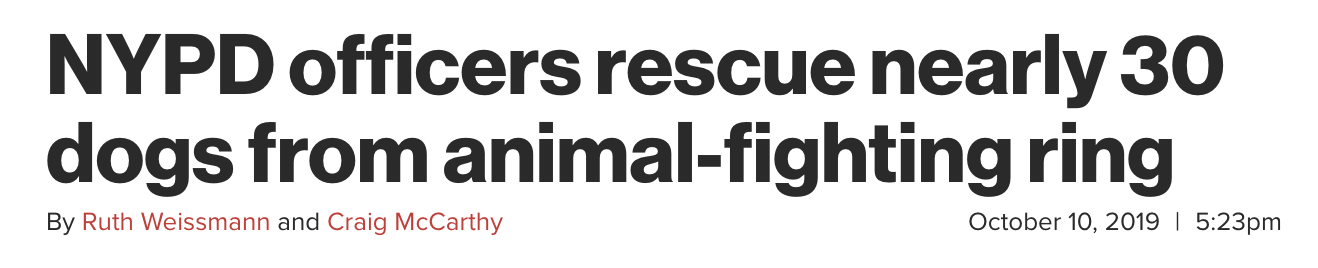 NYPD officers rescue nearly 30
dogs from animal-fighting ring
By Ruth Weissmann and Craig McCarthy October 10, 2019 | 5:23pm